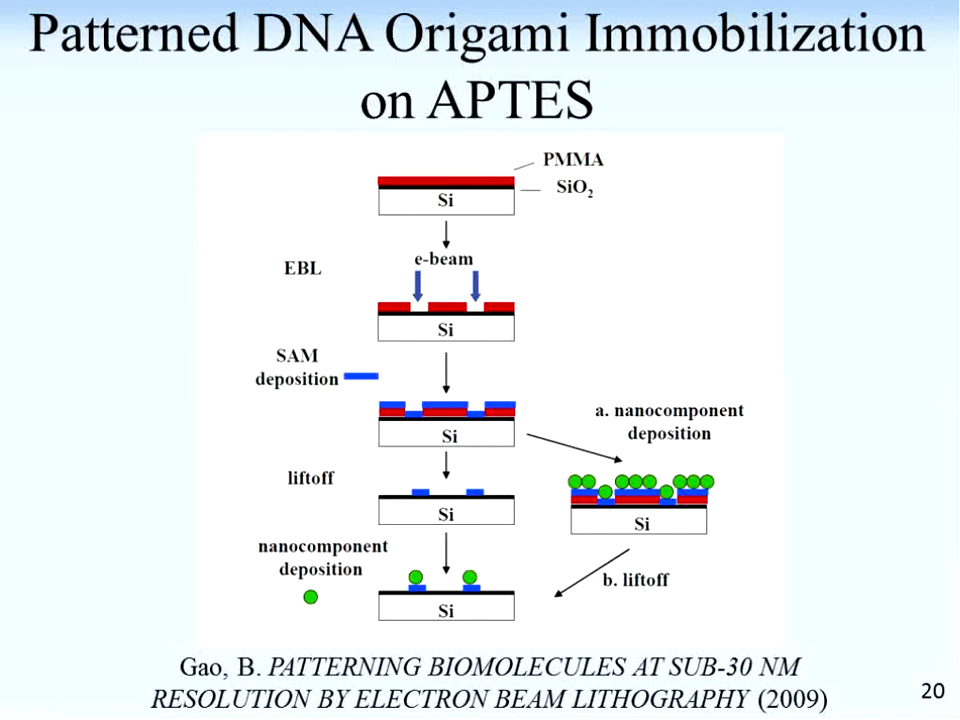 Patterned DNA Origami Immobilization
on APTES
PMMA
SiO₂
Si
e-beam
EBL
Si
SAM
deposition
Si
a. nanocomponent
deposition
liftoff
Si
Si
nanocomponent
deposition
b. liftoff
Si
Gao, B. PATTERNING BIOMOLECULES AT SUB-30 NM
RESOLUTION BY ELECTRON BEAM LITHOGRAPHY (2009)
20